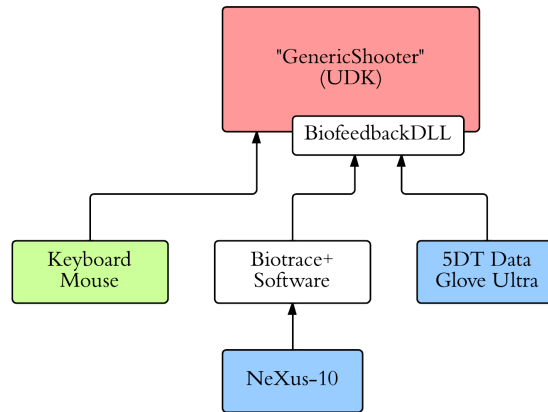 "GenericShooter"
(UDK)
BiofeedbackDLL
Keyboard
Mouse
Biotrace+
Software
5DT Data
Glove Ultra
NeXus-10